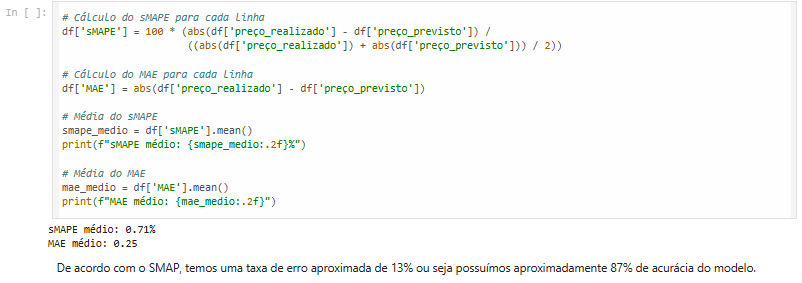 In [ ]:
# Cálculo do sMAPE para cada linha
df['sMAPE'] = 100 * (abs(df['preço_realizado'] - df['preço_previsto']) /
((abs(df['preço_realizado']) + abs(df['preço_previsto'])) / 2))
# Cálculo do MAE para cada linha
df['MAE'] = abs(df['preço_realizado'] - df['preço_previsto'])
# Média do sMAPE
smape_medio = df['sMAPE'].mean()
print(f"sMAPE médio: {smape_medio:.2f}%")
# Média do MAE
mae_medio = df['MAE'].mean()
print(f"MAE médio: {mae_medio:.2f}")
sMAPE médio: 0.71%
MAE médio: 0.25
De acordo com o SMAP, temos uma taxa de erro aproximada de 13% ou seja possuímos aproximadamente 87% de acurácia do modelo.